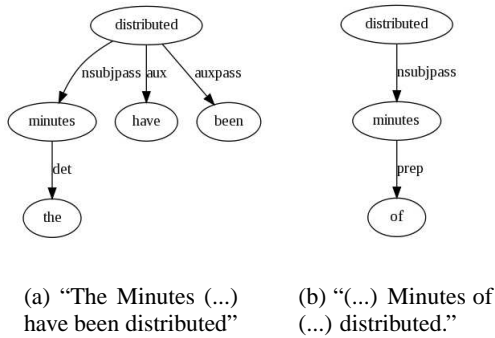 distributed
distributed
nsubjpass aux auxpass
nsubjpass
minutes have been
minutes
det
prep
the
of
(a) “The Minutes (...)
have been distributed”
(b) “(...) Minutes of
(...) distributed.”